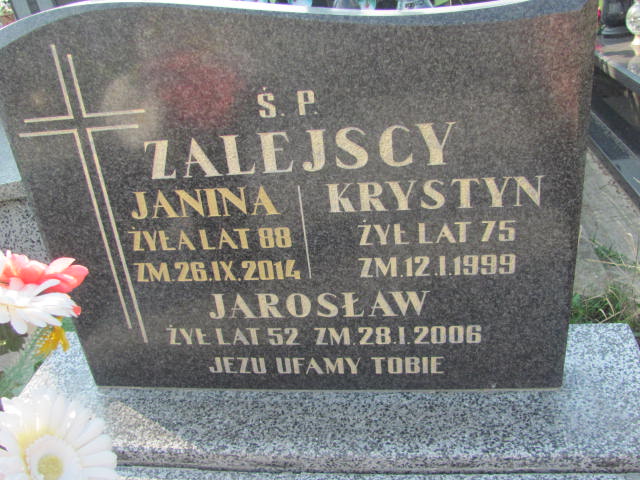 Ś. P.
ZALEJSCY
JANINA
ŻYŁA LAT 88
ZM. 26.IX.2014
KRYSTYN
ŻYŁ LAT 75
ZM. 12.I.1999
JAROSŁAW
ŻYŁ LAT 52 ZM. 28.I.2006
JEZU UFAMY TOBIE